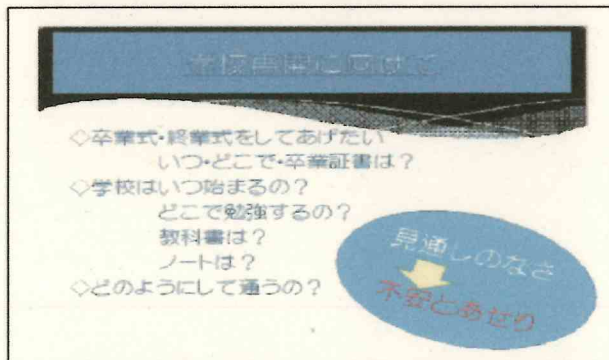 学校再開に向けて
◇卒業式・終業式をしてあげたい
いつ・どこで・卒業証書は？
◇学校はいつ始まるの？
どこで勉強するの？
教科書は？
ノートは？
◇どのようにして通うの？
見通しのなさ
不安とあせり